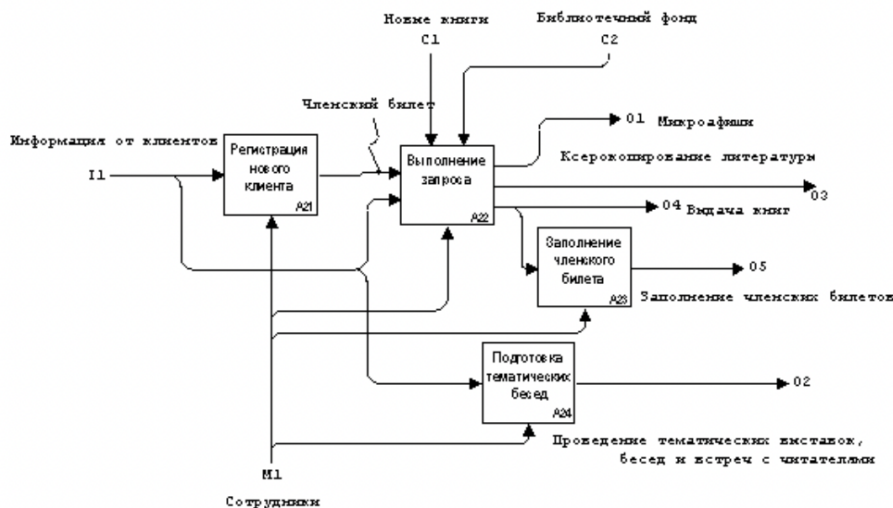 Новые книги
C1
Библиотечный фонд
C2
Членский билет
Информация от клиентов
I1
Регистрация
нового
клиента
A21
Выполнение
запроса
A22
O1
Микроафиши
Ксерокопирование литературы
O3
O4
Выдача книг
Заполнение
членского
билета
A23
O5
Заполнение членских билетов
Подготовка
тематических
бесед
A24
O2
Проведение тематических выставок,
бесед и встреч с читателями
M1
Сотрудники